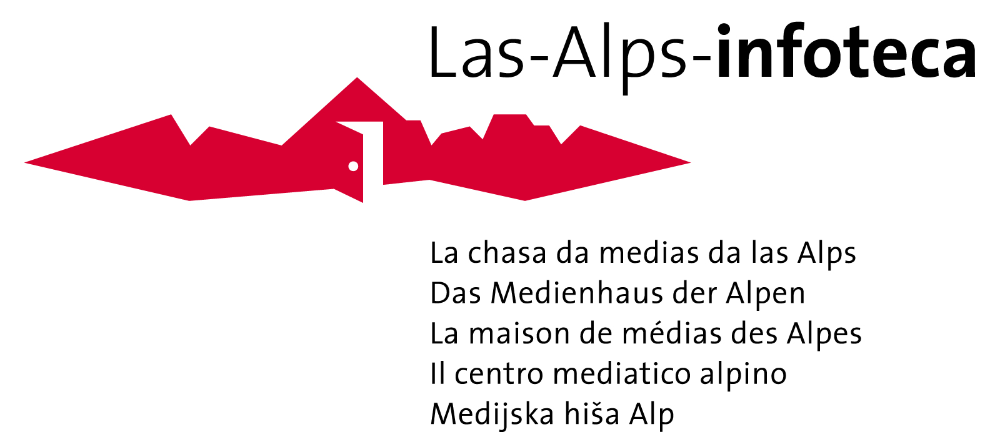 Las-Alps-infoteca
La chasa da medias da las Alps
Das Medienhaus der Alpen
La maison de médias des Alpes
Il centro mediatico alpino
Medijska hiša Alp